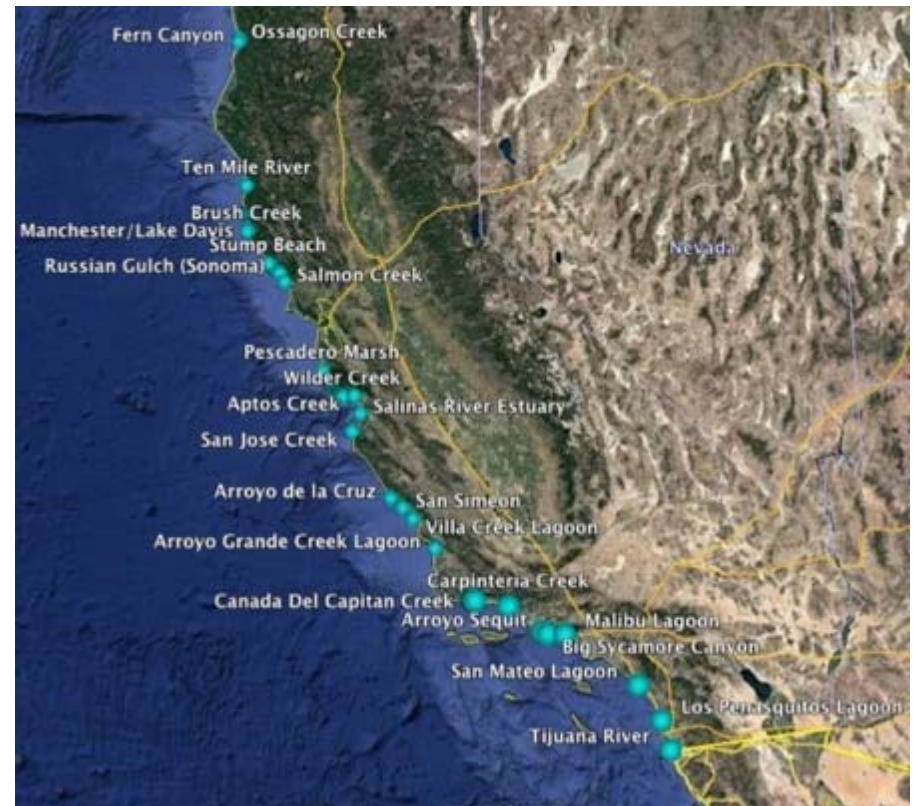 Fern Canyon
Ossagon Creek
Ten Mile River
Brush Creek
Manchester/Lake Davis
Stump Beach
Russian Gulch (Sonoma)
Salmon Creek
Nevada
Pescadero Marsh
Wilder Creek
Aptos Creek
Salinas River Estuary
San Jose Creek
Arroyo de la Cruz
San Simeon
Villa Creek Lagoon
Arroyo Grande Creek Lagoon
Carpinteria Creek
Canada Del Capitan Creek
Arroyo Sequit
Malibu Lagoon
Big Sycamore Canyon
San Mateo Lagoon
Los Penasquitos Lagoon
Tijuana River